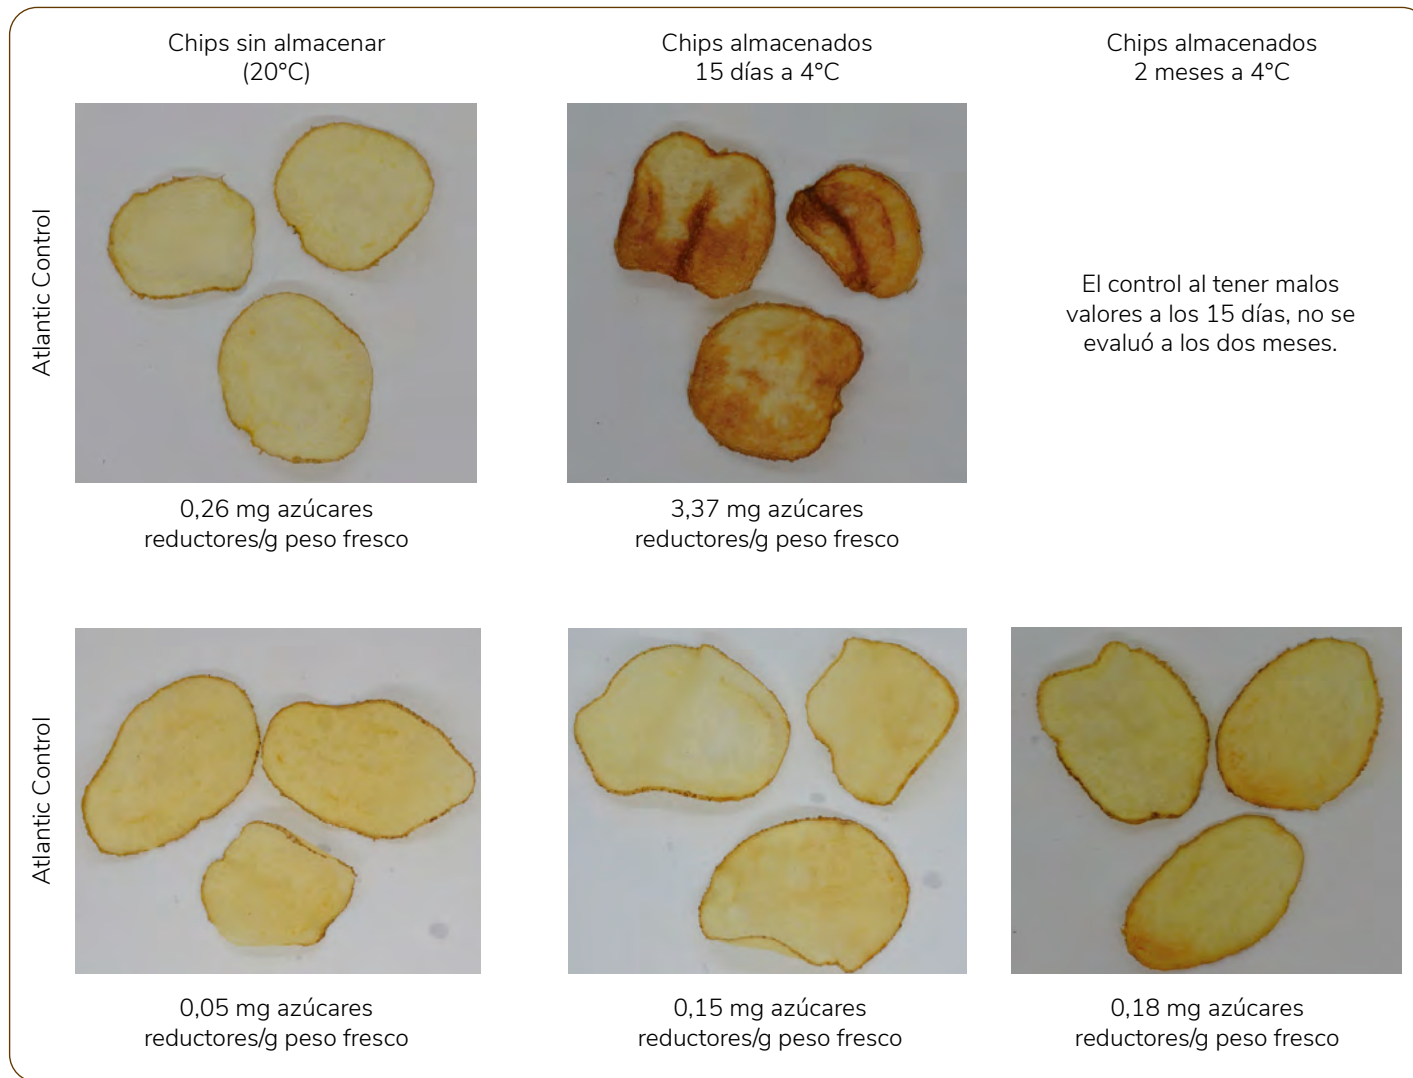 Chips sin almacenar
(20°C)
Chips almacenados
15 días a 4°C
Chips almacenados
2 meses a 4°C
Atlantic Control
El control al tener malos
valores a los 15 días, no se
evaluó a los dos meses.
0,26 mg azúcares
reductores/g peso fresco
3,37 mg azúcares
reductores/g peso fresco
Atlantic Control
0,05 mg azúcares
reductores/g peso fresco
0,15 mg azúcares
reductores/g peso fresco
0,18 mg azúcares
reductores/g peso fresco